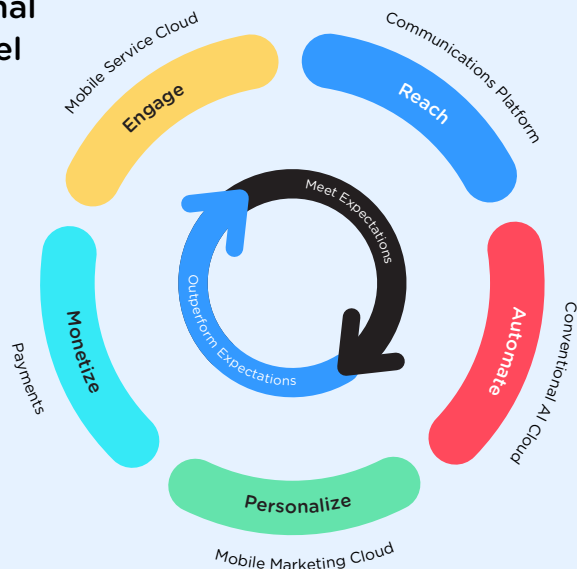 nal
el
Mobile Service Cloud
Engage
Communications Platform
Reach
Meet Expectations
Outperform Expectations
Automate
Conventional AI Cloud
Monetize
Payments
Personalize
Mobile Marketing Cloud